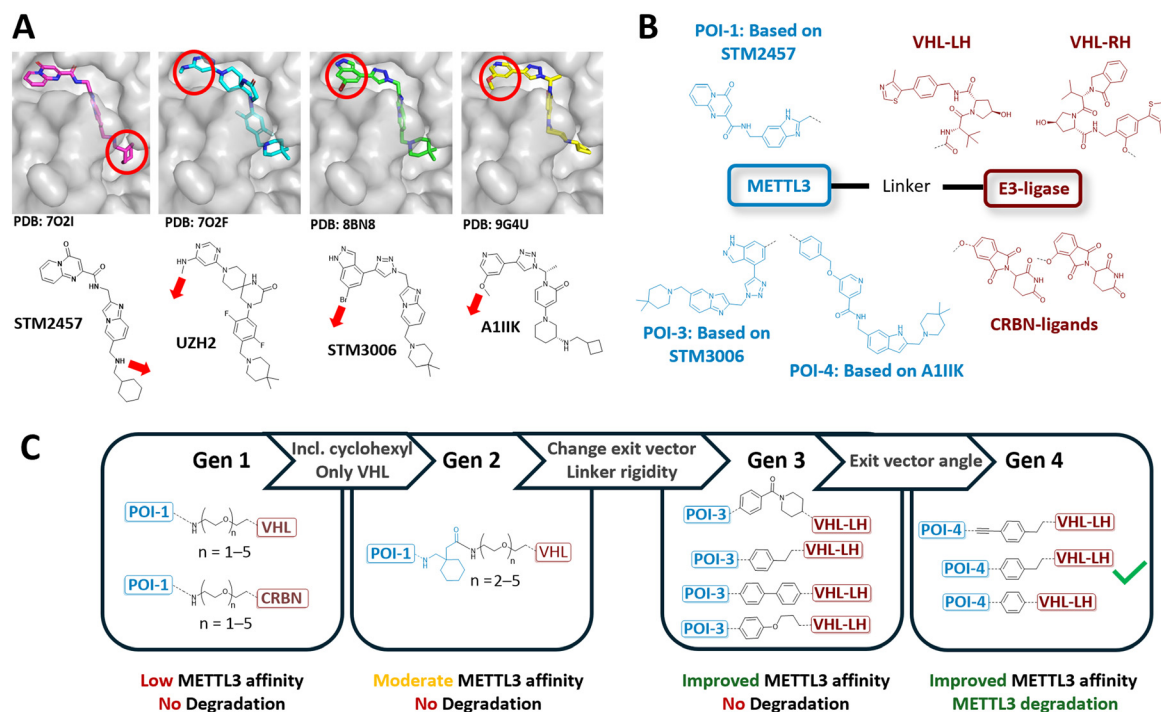 A
PDB: 7O2I
PDB: 7O2F
PDB: 8BN8
PDB: 9G4U
STM2457
UZH2
STM3006
A1IIK
B
POI-1: Based on
STM2457
VHL-LH
VHL-RH
METTL3
Linker
E3-ligase
POI-3: Based on
STM3006
POI-4: Based on A1IIK
CRBN-ligands
C
Gen 1
Incl. cyclohexyl
Only VHL
Gen 2
Change exit vector
Linker rigidity
Gen 3
Exit vector angle
Gen 4
POI-1
VHL
n = 1–5
POI-1
CRBN
n = 1–5
POI-1
VHL
n = 2–5
POI-3
VHL-LH
POI-3
VHL-LH
POI-3
VHL-LH
POI-3
VHL-LH
POI-4
VHL-LH
POI-4
VHL-LH
POI-4
VHL-LH
Low METTL3 affinity
No Degradation
Moderate METTL3 affinity
No Degradation
Improved METTL3 affinity
No Degradation
Improved METTL3 affinity
METTL3 degradation